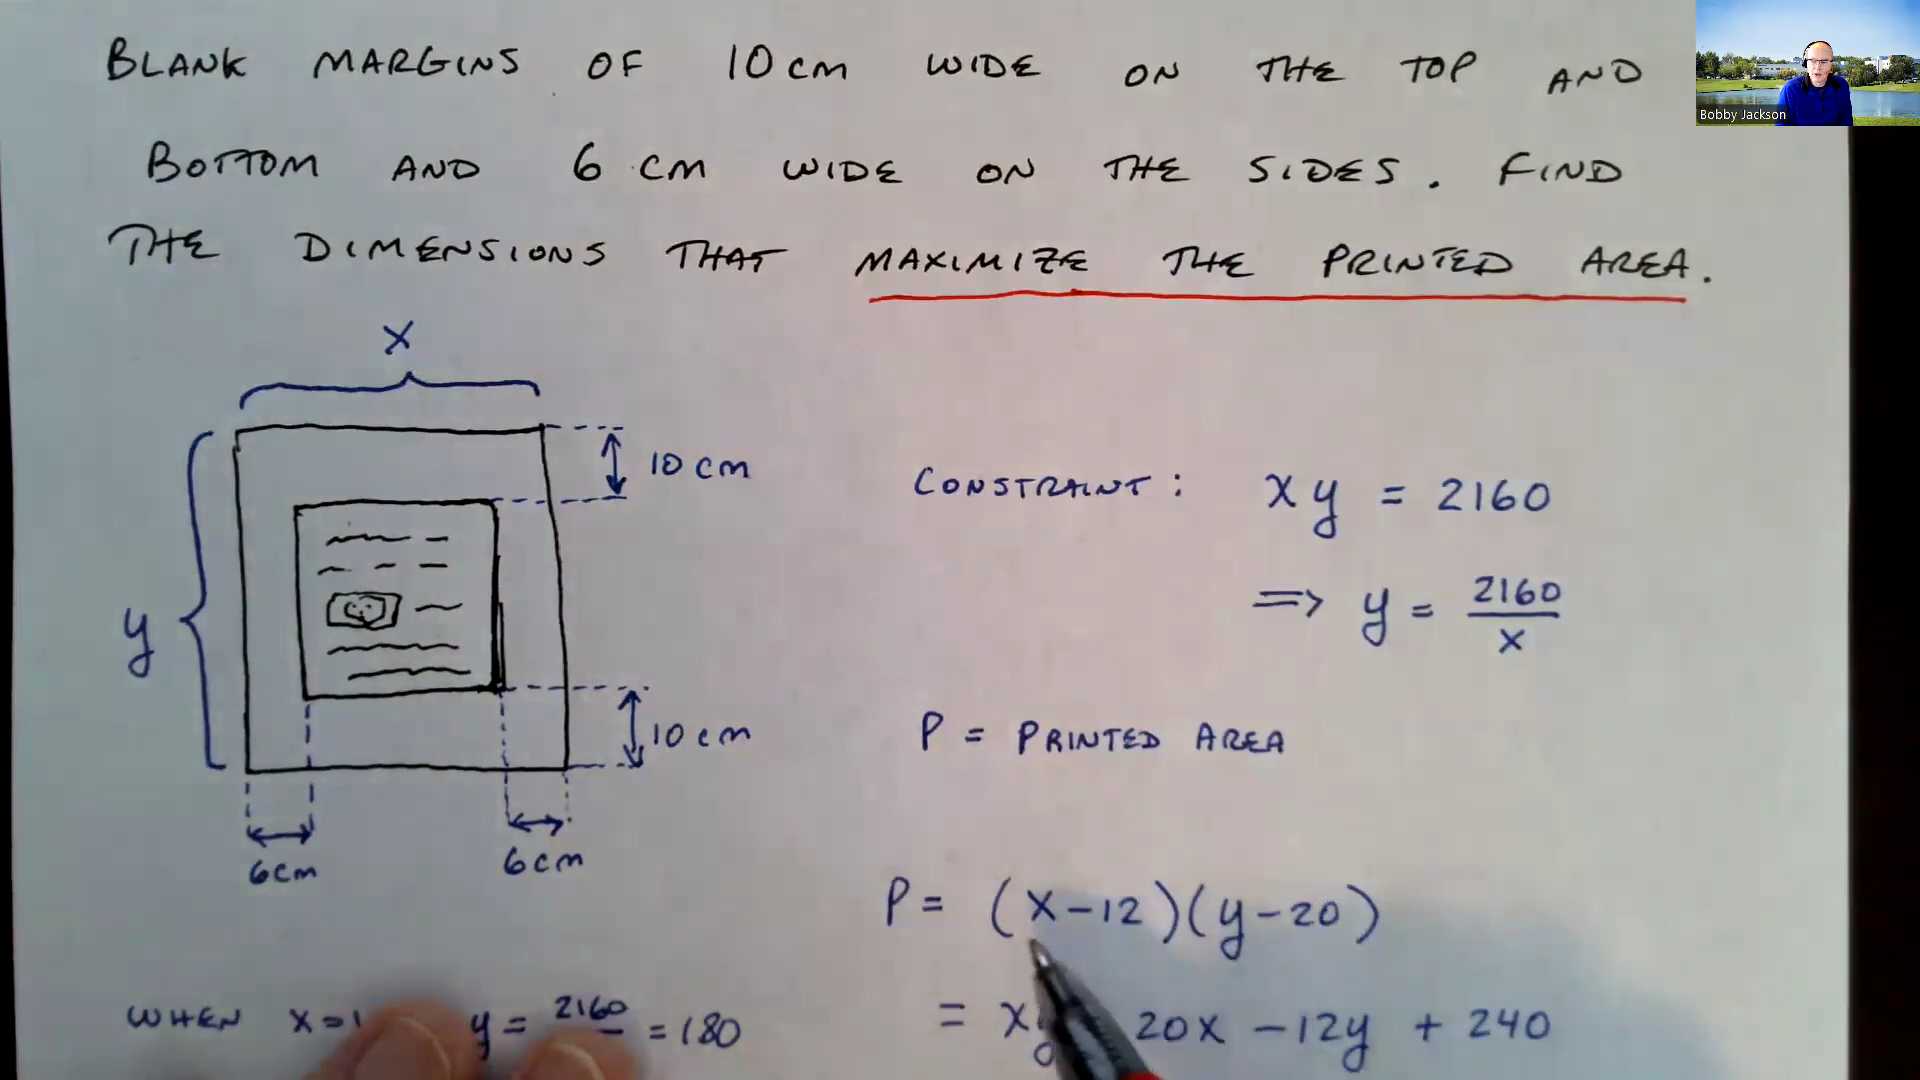 BLANK MARGINS OF 10 cm WIDE ON THE TOP AND
Bobby Jackson
BOTTOM AND 6 cm WIDE ON THE SIDES. FIND
THE DIMENSIONS THAT MAXIMIZE THE PRINTED AREA.
x
10 cm
CONSTRAINT: xy = 2160
y
=> y = 2160/x
10 cm
P = PRINTED AREA
6cm
6cm
P = (x-12)(y-20)
WHEN x=1 y = 2160 = 180
= xy 20x - 12y + 240